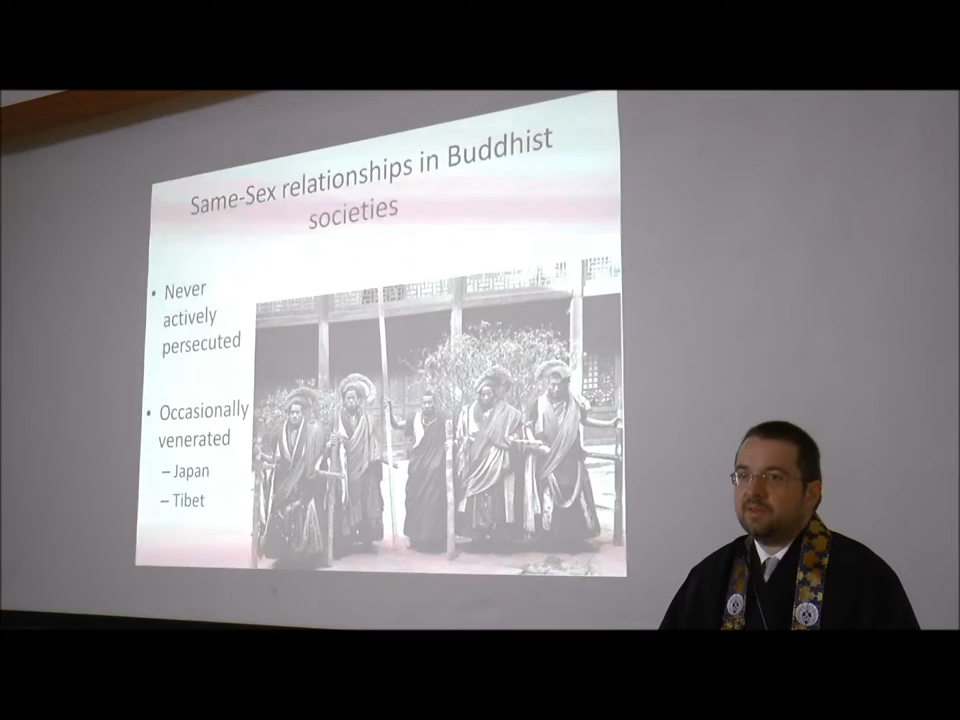 Same-Sex relationships in Buddhist
societies
• Never
actively
persecuted
• Occasionally
venerated
– Japan
– Tibet